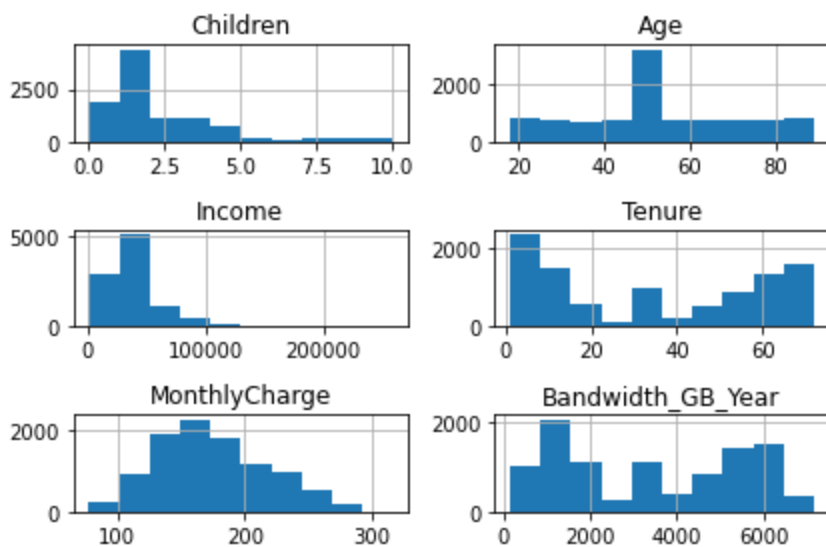 Children
2500
0
0.0 2.5 5.0 7.5 10.0
Age
2000
0
20 40 60 80
Income
5000
0
0 100000 200000
Tenure
2000
0
0 20 40 60
MonthlyCharge
2000
0
100 200 300
Bandwidth_GB_Year
2000
0
0 2000 4000 6000